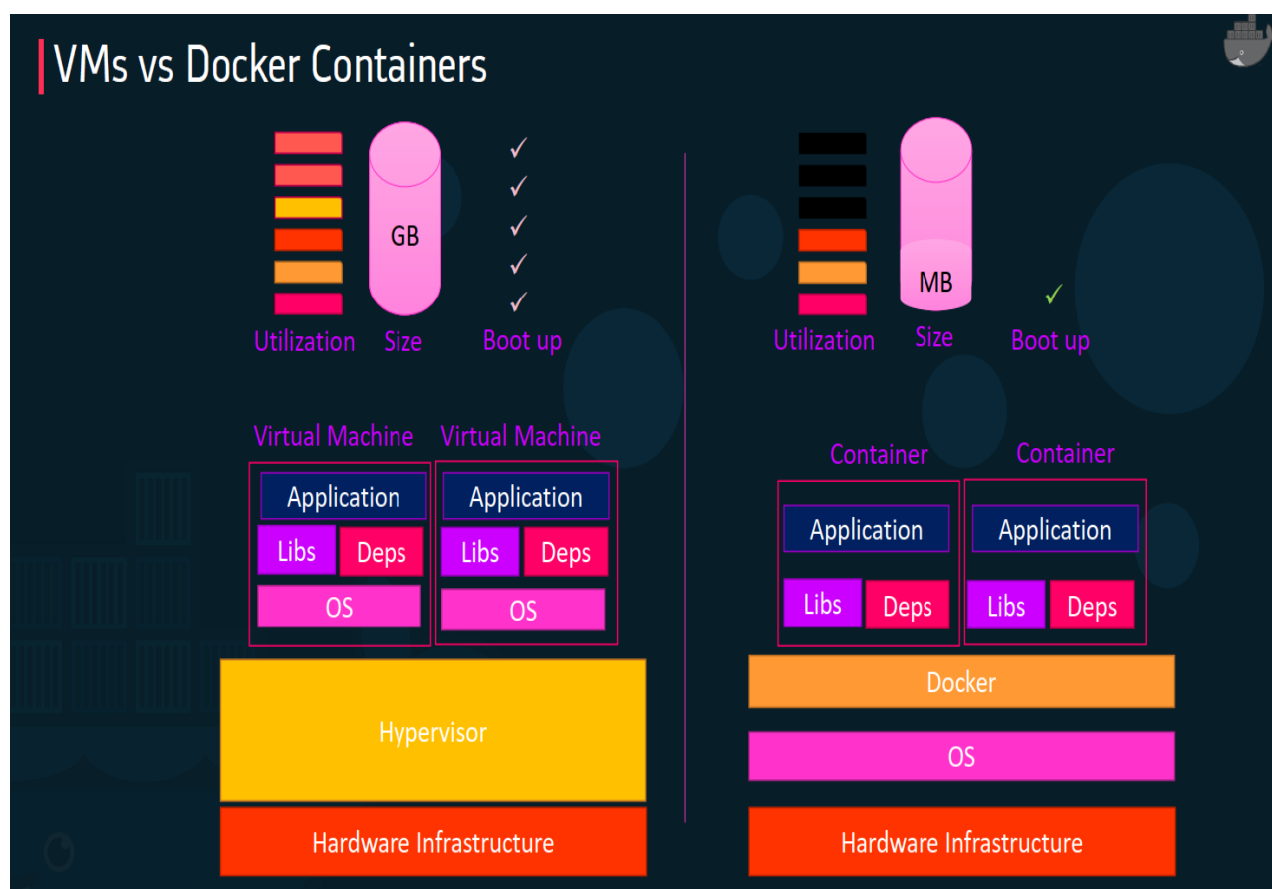 VMs vs Docker Containers
GB
Utilization Size Boot up
MB
Utilization Size Boot up
Virtual Machine Virtual Machine
Application Application
Libs Deps Libs Deps
OS OS
Hypervisor
Hardware Infrastructure
Container Container
Application Application
Libs Deps Libs Deps
Docker
OS
Hardware Infrastructure